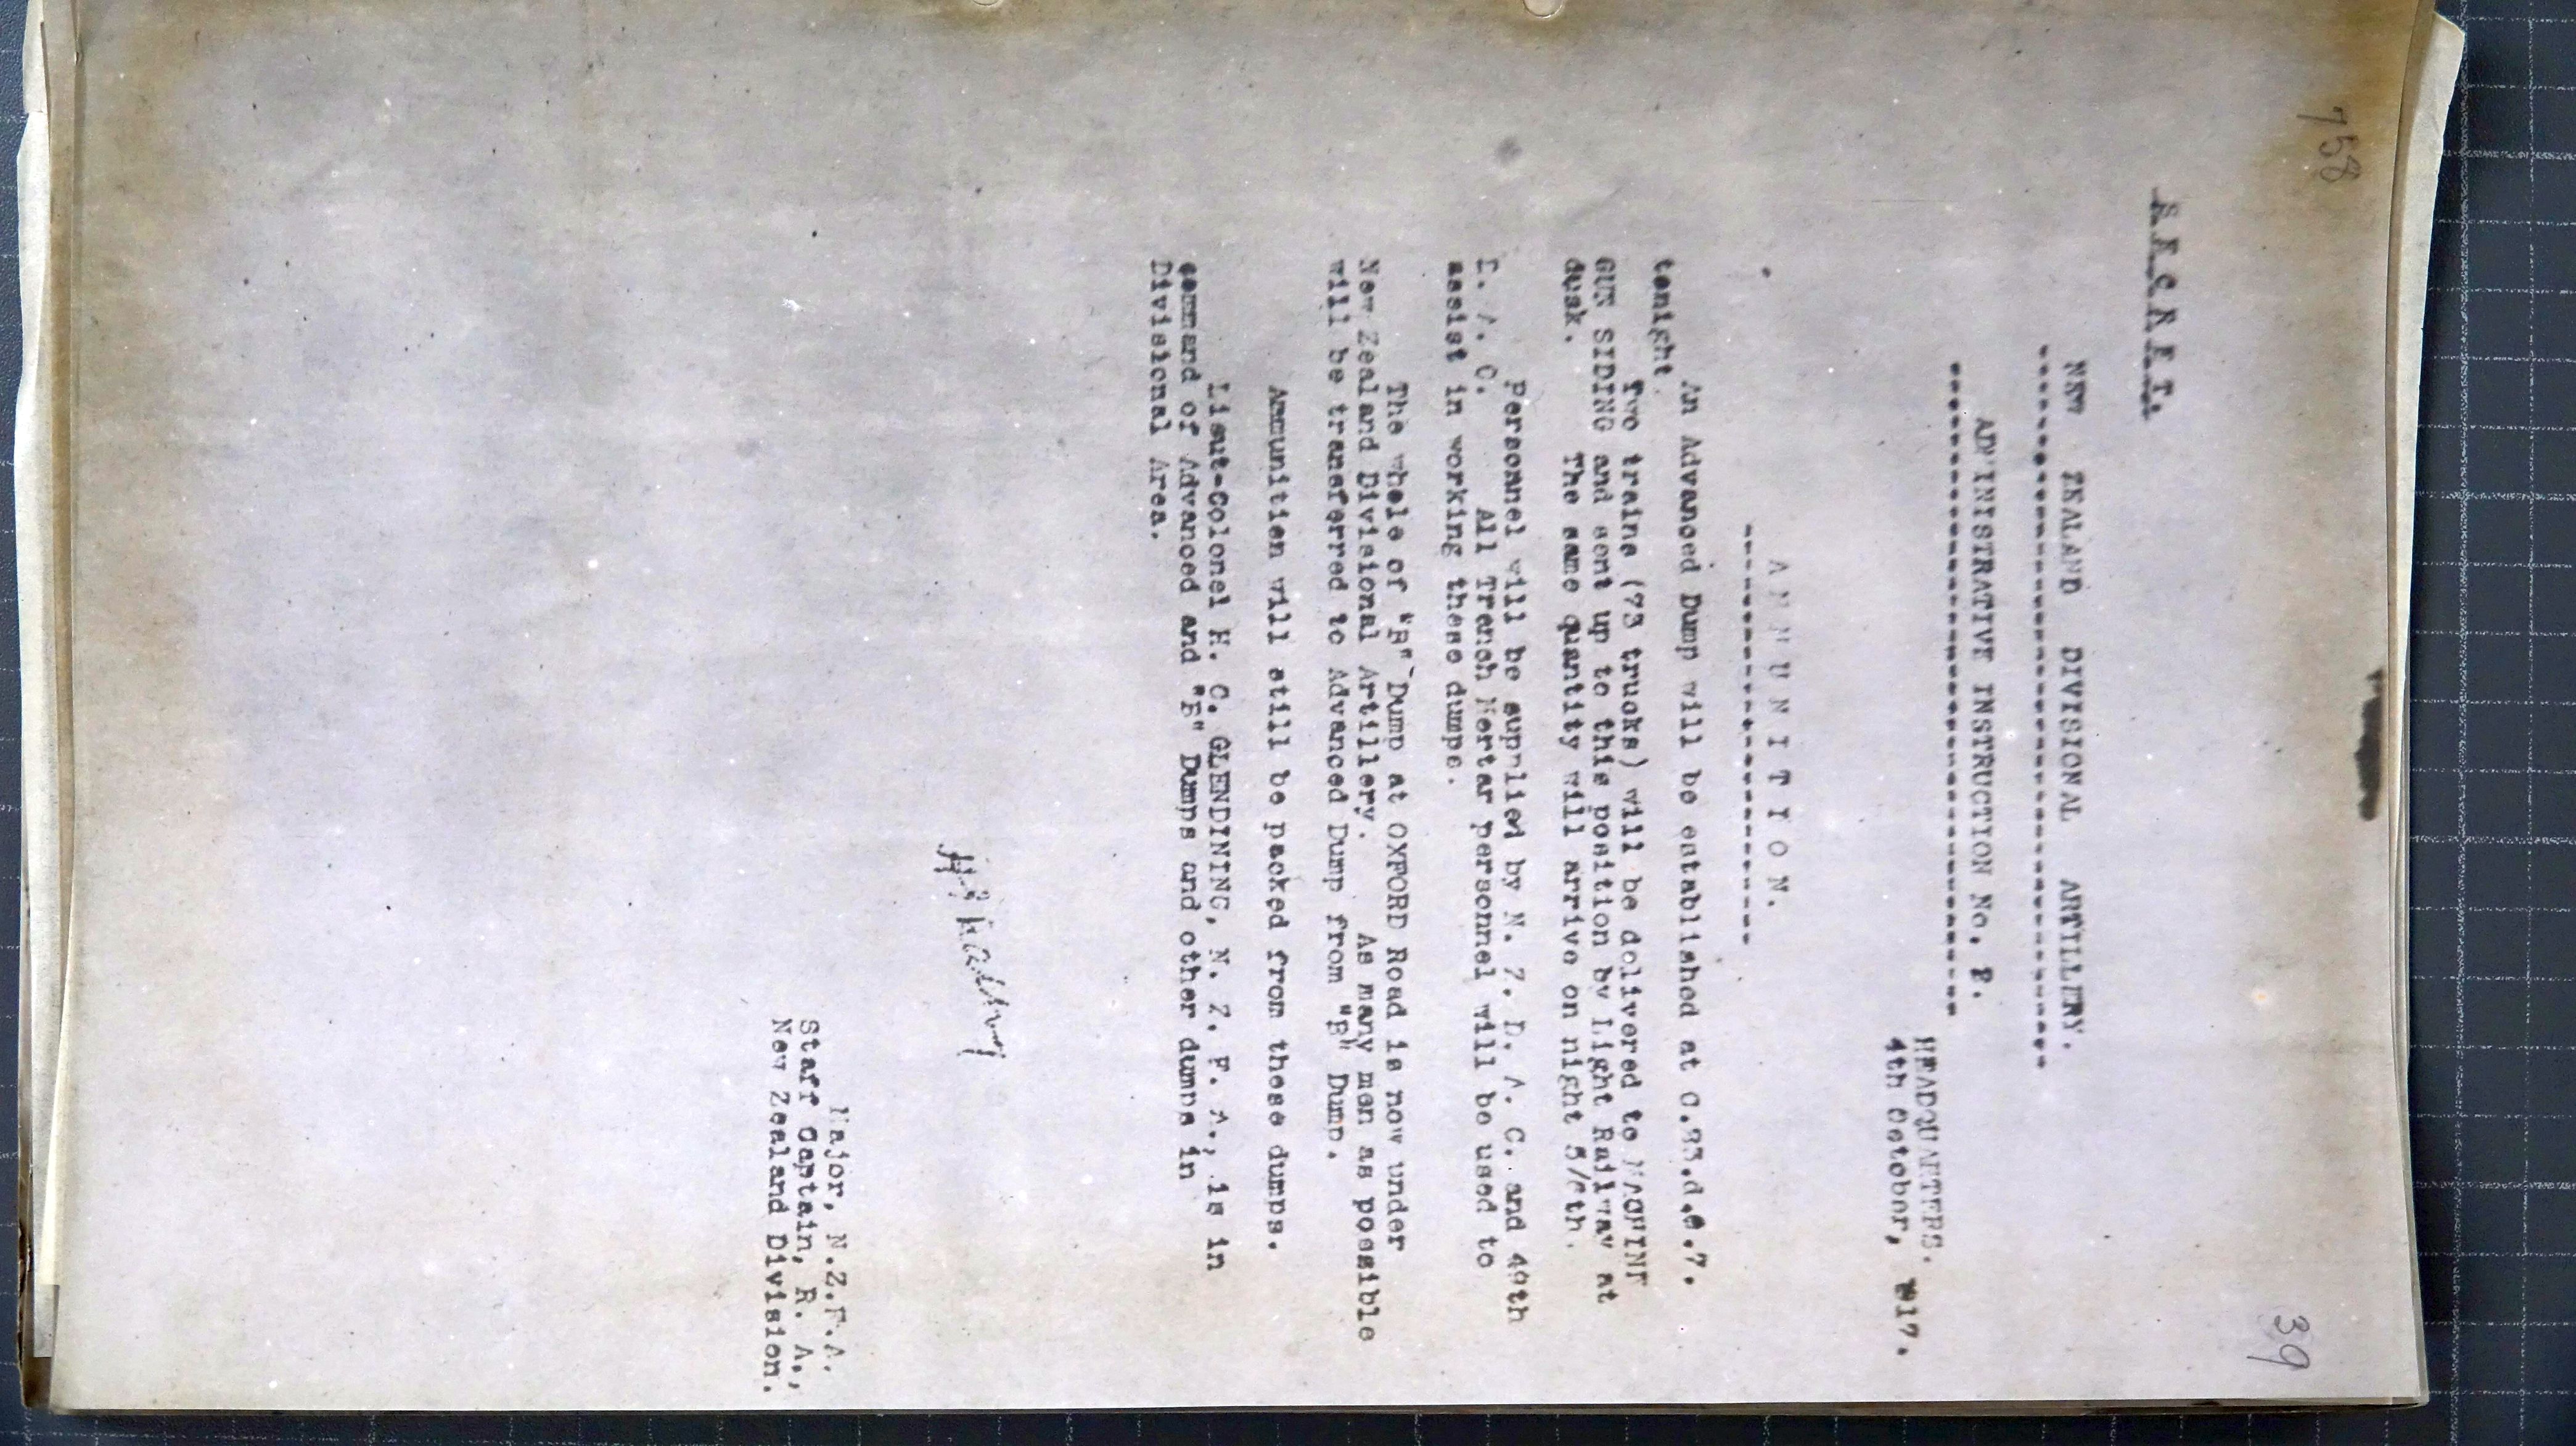 758
39
S.E.C.R.E.T.
NEW ZEALAND DIVISIONAL ARTILLERY.
ADMINISTRATIVE INSTRUCTION No.
HEADQUARTERS.
4th October, 1917.
AMMUNITION.
An Advanced Dump will be established at
tonight.
Two trains (73 trucks) will be delivered to MACHINE
GUN SIDING and sent up to this position by Light Railway at
dusk. The same quantity will arrive on night 5/6th.
Personnel will be supplied by N. Z. D. A. C. and 49th
D. A. C. All Trench Mortar personnel will be used to
assist in working these dumps.
The whole of "B" Dump at OXFORD Road is now under
New Zealand Divisional Artillery. As many men as possible
will be transferred to Advanced Dump from "B" Dump.
Ammunition will still be packed from these dumps.
Lieut-Colonel H. C. GLENDINING, N. Z. F. A., is in
command of Advanced and "B" Dumps and other dumps in
Divisional Area.
Major, N.Z.F.A.
Staff Captain, R. A.,
New Zealand Division.